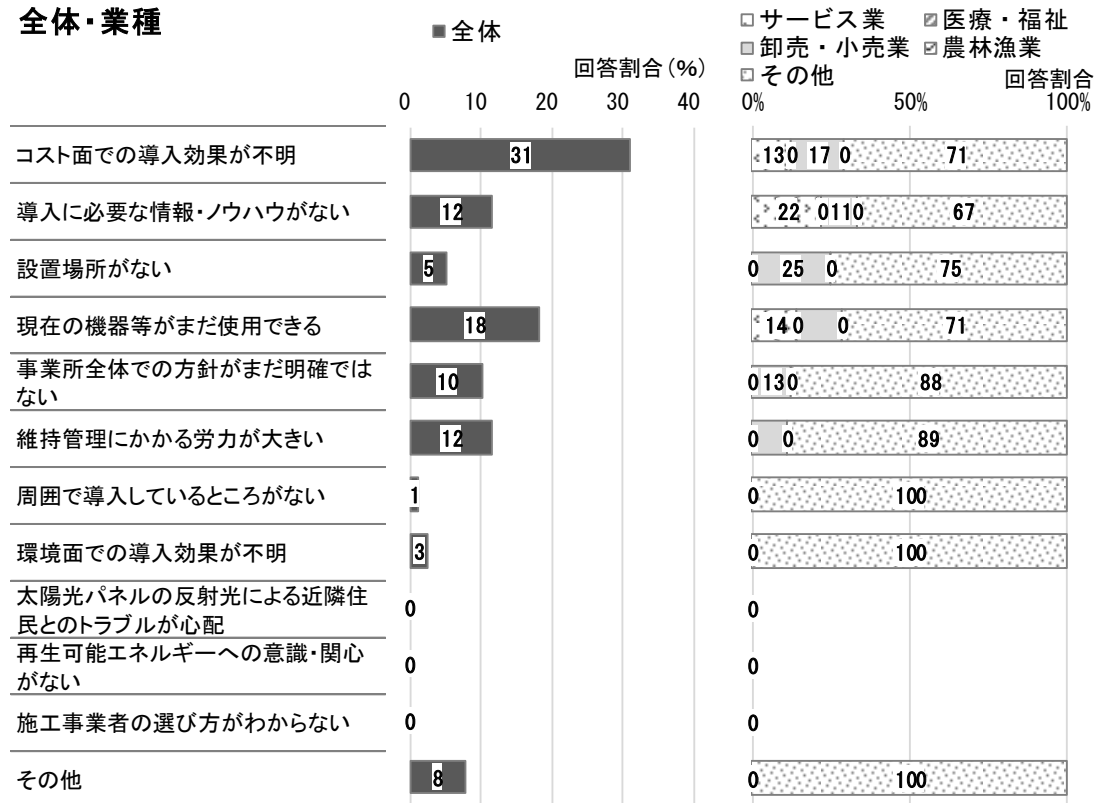 全体・業種
全体
サービス業 医療・福祉
卸売・小売業 農林漁業
その他
回答割合(%)
回答割合
0 10 20 30 40
0% 50% 100%
コスト面での導入効果が不明 31 13 0 17 0 71
導入に必要な情報・ノウハウがない 12 22 0 11 0 67
設置場所がない 5 0 25 0 75
現在の機器等がまだ使用できる 18 14 0 0 71
事業所全体での方針がまだ明確では
ない 10 0 13 0 88
維持管理にかかる労力が大きい 12 0 0 89
周囲で導入しているところがない 1 0 100
環境面での導入効果が不明 3 0 100
太陽光パネルの反射光による近隣住
民とのトラブルが心配 0 0
再生可能エネルギーへの意識・関心
がない 0 0
施工事業者の選び方がわからない 0 0
その他 8 0 100